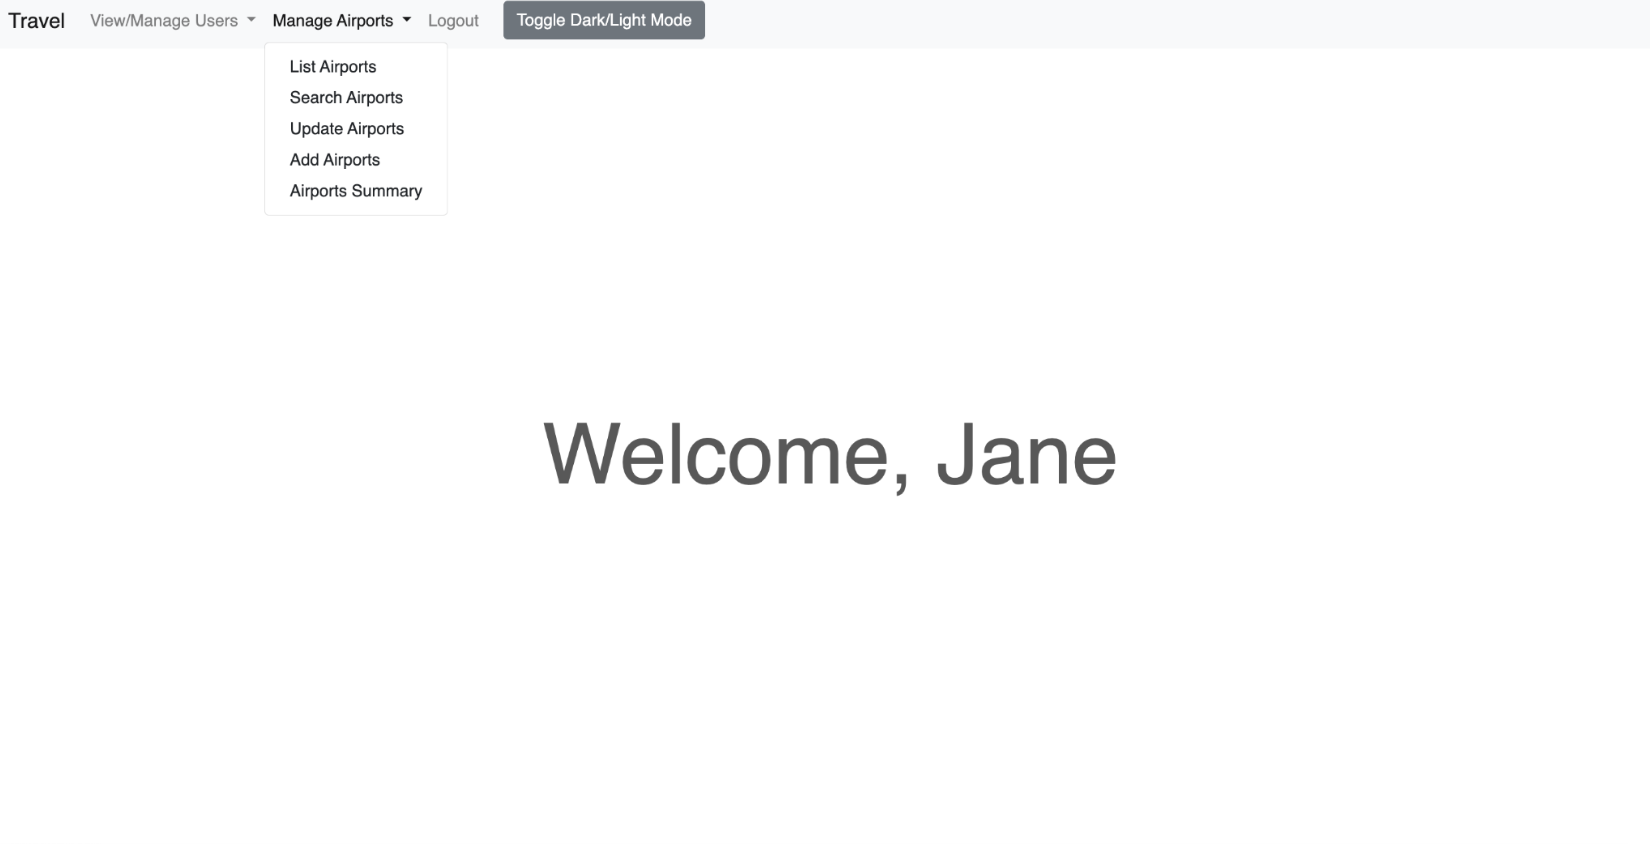 Travel View/Manage Users Manage Airports Logout Toggle Dark/Light Mode
List Airports
Search Airports
Update Airports
Add Airports
Airports Summary
Welcome, Jane